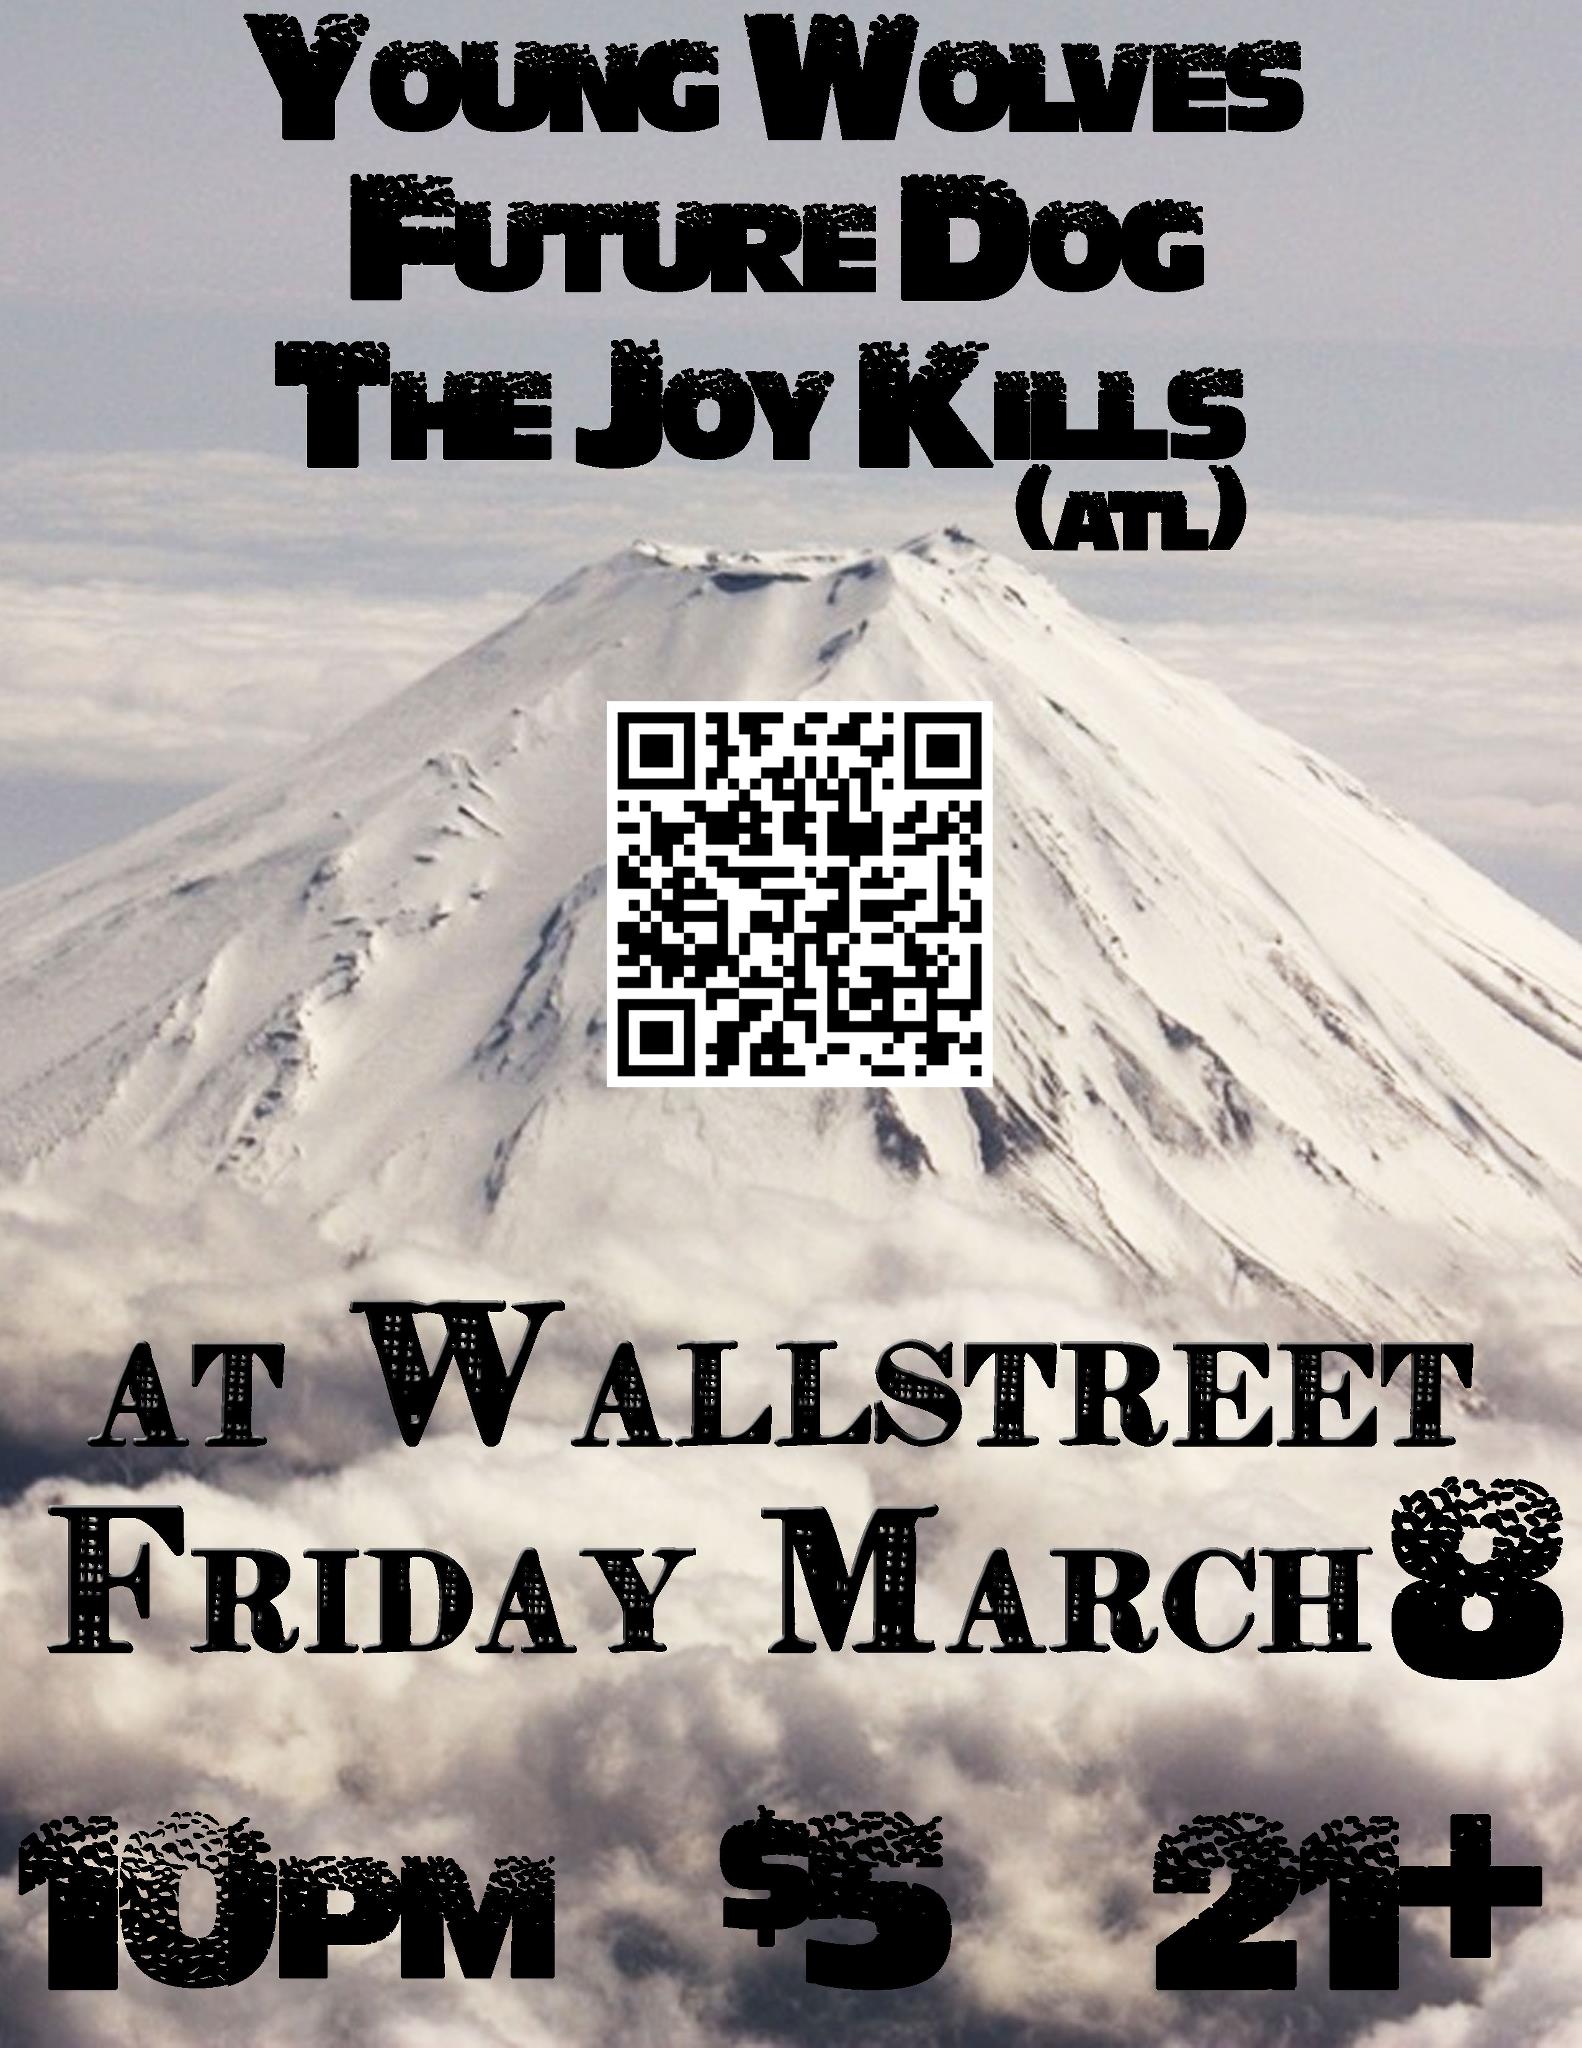 Young Wolves
Future Dog
The Joy Kills
(ATL)
at Wallstreet
Friday March 8
10PM $5 21+